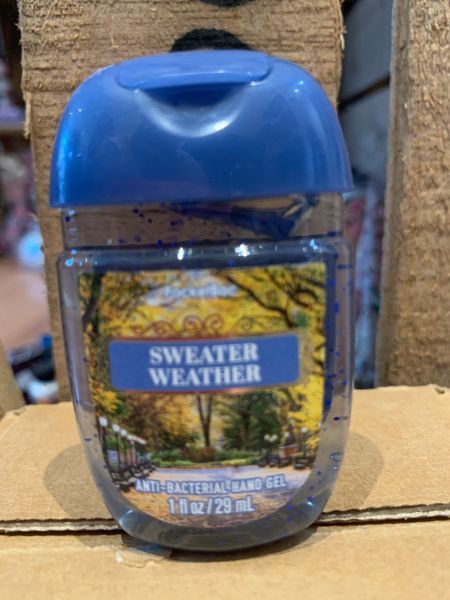 PocketBac
SWEATER
WEATHER
ANTI-BACTERIAL HAND GEL
1 fl oz / 29 mL